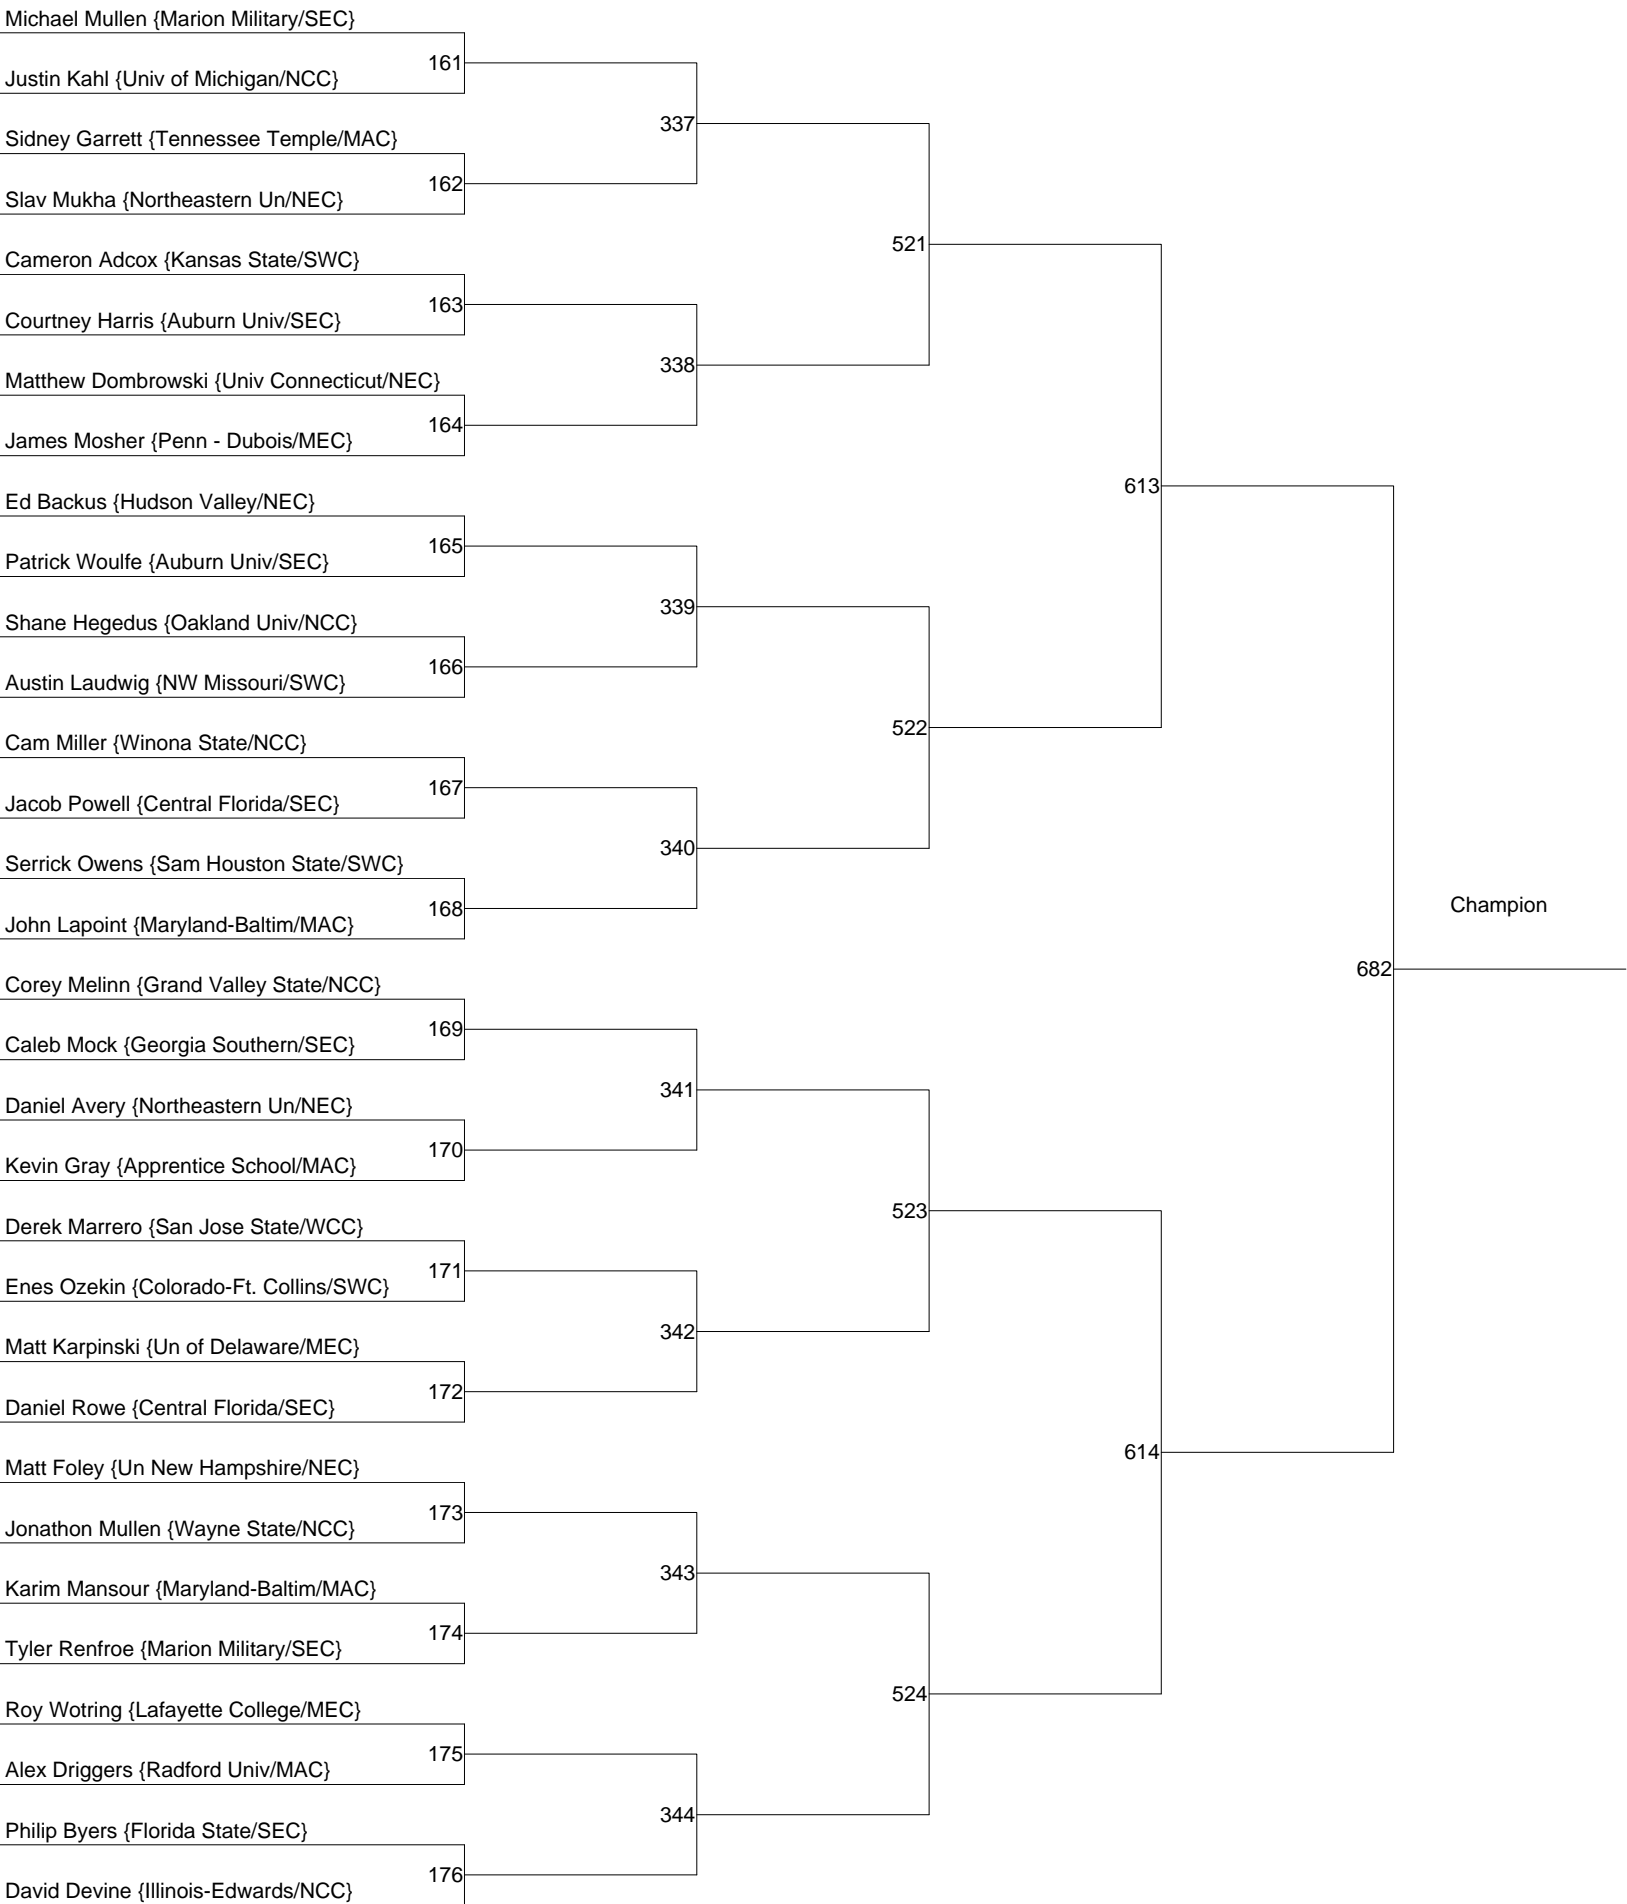 Michael Mullen {Marion Military/SEC}
161
Justin Kahl {Univ of Michigan/NCC}
337
Sidney Garrett {Tennessee Temple/MAC}
162
Slav Mukha {Northeastern Un/NEC}
521
Cameron Adcox {Kansas State/SWC}
163
Courtney Harris {Auburn Univ/SEC}
338
Matthew Dombrowski {Univ Connecticut/NEC}
164
James Mosher {Penn - Dubois/MEC}
613
Ed Backus {Hudson Valley/NEC}
165
Patrick Woulfe {Auburn Univ/SEC}
339
Shane Hegedus {Oakland Univ/NCC}
166
Austin Laudwig {NW Missouri/SWC}
522
Cam Miller {Winona State/NCC}
167
Jacob Powell {Central Florida/SEC}
340
Serrick Owens {Sam Houston State/SWC}
168
John Lapoint {Maryland-Baltim/MAC}
Champion
682
Corey Melinn {Grand Valley State/NCC}
169
Caleb Mock {Georgia Southern/SEC}
341
Daniel Avery {Northeastern Un/NEC}
170
Kevin Gray {Apprentice School/MAC}
523
Derek Marrero {San Jose State/WCC}
171
Enes Ozekin {Colorado-Ft. Collins/SWC}
342
Matt Karpinski {Un of Delaware/MEC}
172
Daniel Rowe {Central Florida/SEC}
614
Matt Foley {Un New Hampshire/NEC}
173
Jonathon Mullen {Wayne State/NCC}
343
Karim Mansour {Maryland-Baltim/MAC}
174
Tyler Renfroe {Marion Military/SEC}
524
Roy Wotring {Lafayette College/MEC}
175
Alex Driggers {Radford Univ/MAC}
344
Philip Byers {Florida State/SEC}
176
David Devine {Illinois-Edwards/NCC}